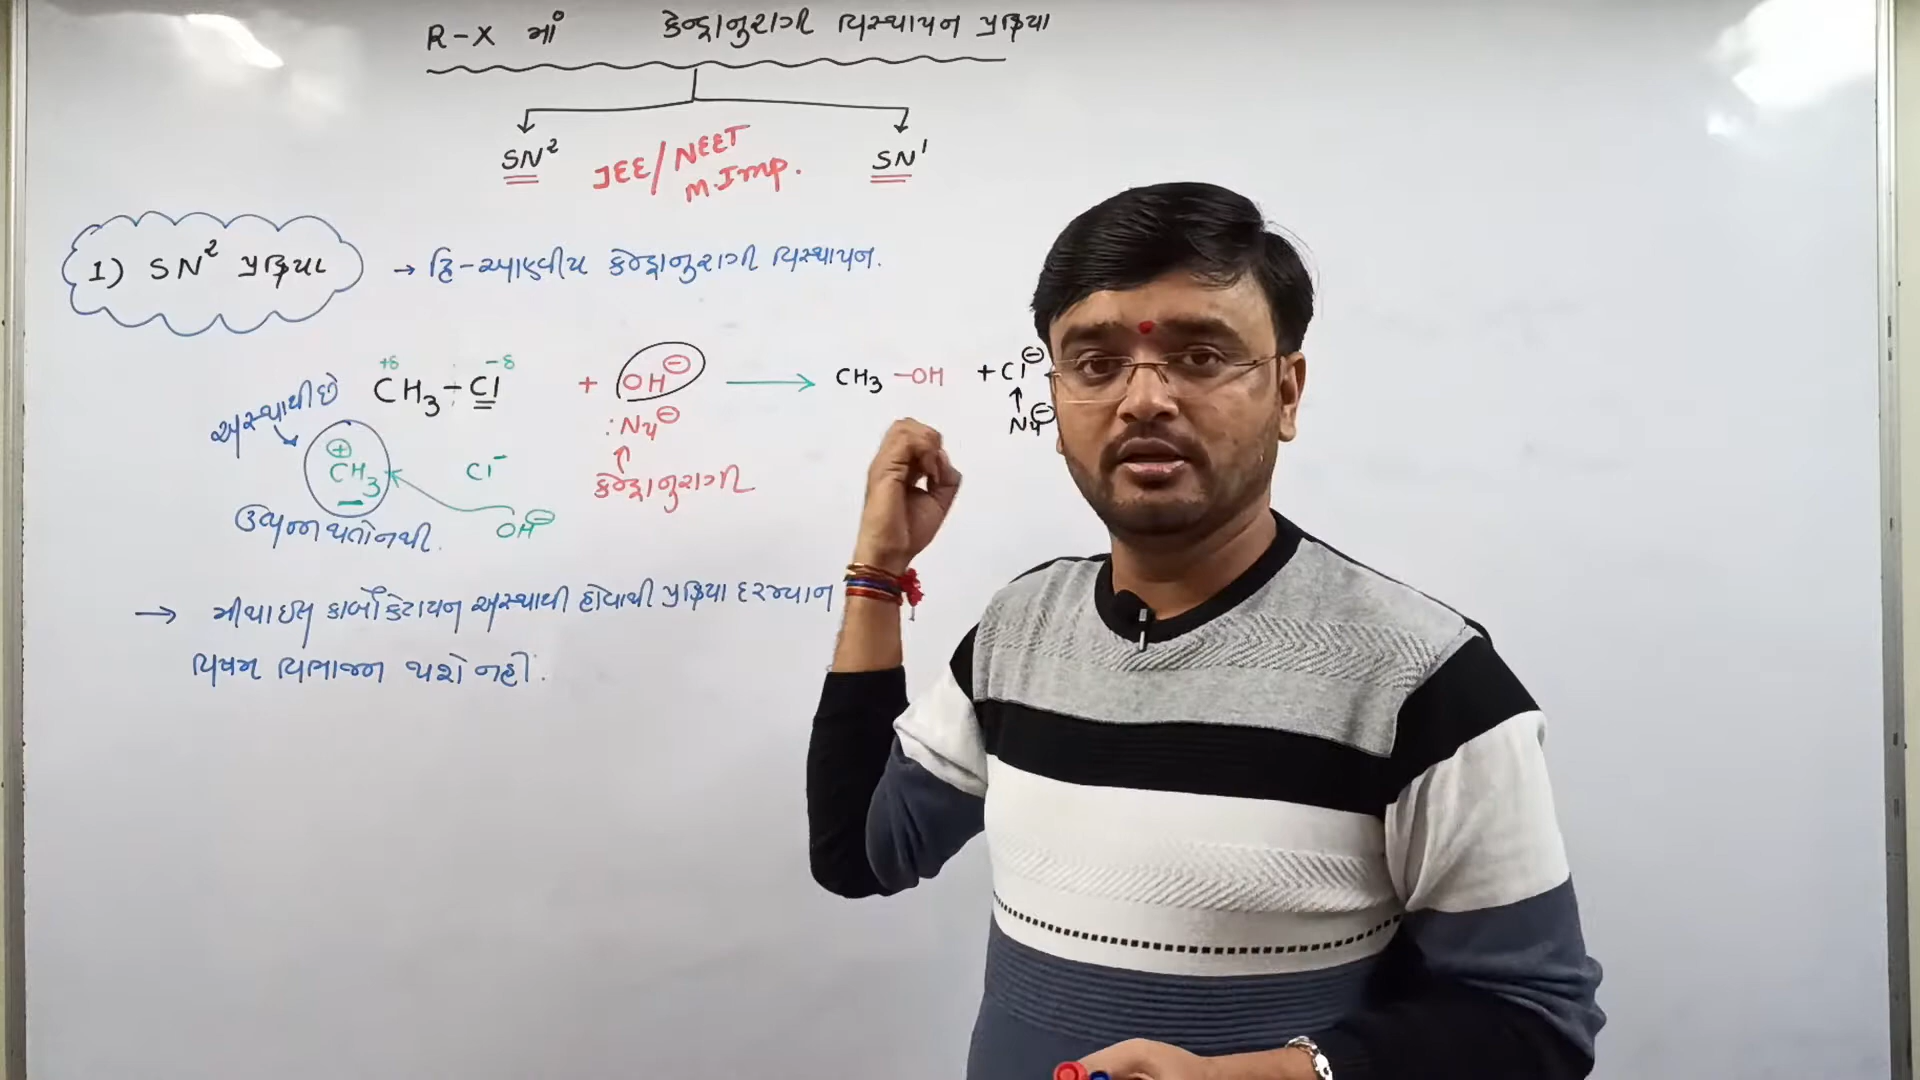 R-X માં કેન્દ્રાનુરાગી વિસ્થાપન પ્રક્રિયા
SN² SN¹
JEE/NEET
M.Imp.
1) SN² પ્રક્રિયા → દ્વિ-આણ્વીય કેન્દ્રાનુરાગી વિસ્થાપન.
+δ -δ
CH₃-Cl + OH⊖ → CH₃-OH + Cl⊖
અસ્થાયી છે
:Nu⊖ ↑ Nu⊖
⊕
CH₃ Cl⁻ ↑
કેન્દ્રાનુરાગી
ઉત્પન્ન થતો નથી. OH⊖
→ મીથાઇલ કાર્બોકેટાયન અસ્થાયી હોવાથી પ્રક્રિયા દરમ્યાન
વિષમ વિભાજન થશે નહી.